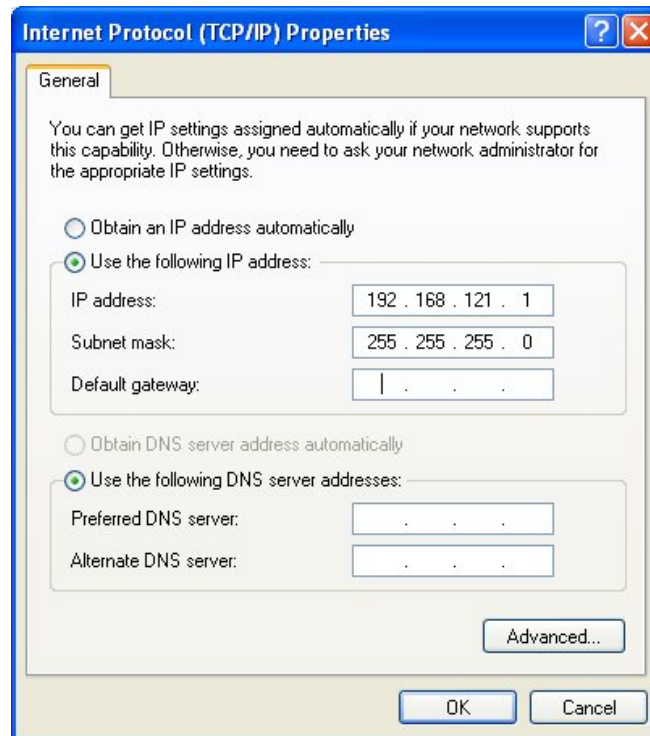 Internet Protocol (TCP/IP) Properties
General
You can get IP settings assigned automatically if your network supports
this capability. Otherwise, you need to ask your network administrator for
the appropriate IP settings.
Obtain an IP address automatically
Use the following IP address:
IP address: 192 . 168 . 121 . 1
Subnet mask: 255 . 255 . 255 . 0
Default gateway: . . .
Obtain DNS server address automatically
Use the following DNS server addresses:
Preferred DNS server: . . .
Alternate DNS server: . . .
Advanced...
OK Cancel